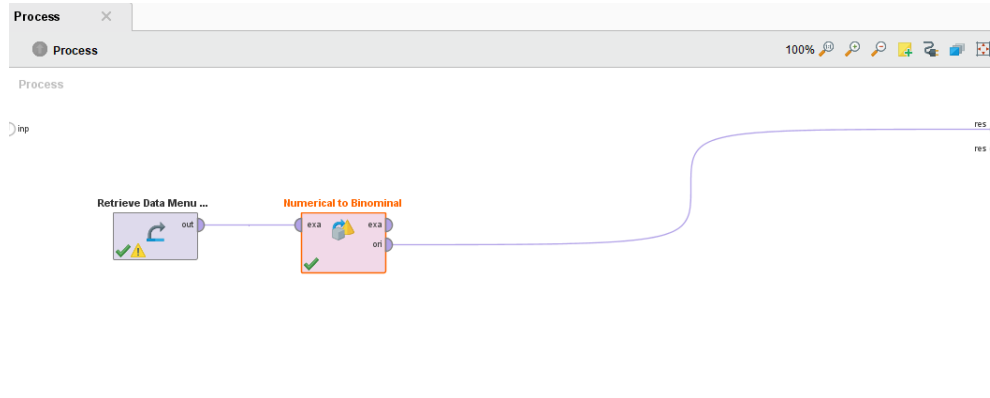 Process
Process
100%
Process
inp
res
res
Retrieve Data Menu ...
Numerical to Binominal
out
exa
exa
ori